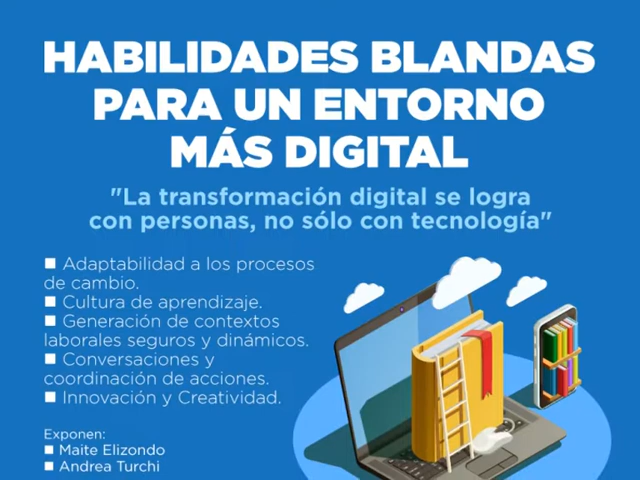 HABILIDADES BLANDAS
PARA UN ENTORNO
MÁS DIGITAL
"La transformación digital se logra
con personas, no sólo con tecnología"
■ Adaptabilidad a los procesos
de cambio.
■ Cultura de aprendizaje.
■ Generación de contextos
laborales seguros y dinámicos.
■ Conversaciones y
coordinación de acciones.
■ Innovación y Creatividad.
Exponen:
■ Maite Elizondo
■ Andrea Turchi